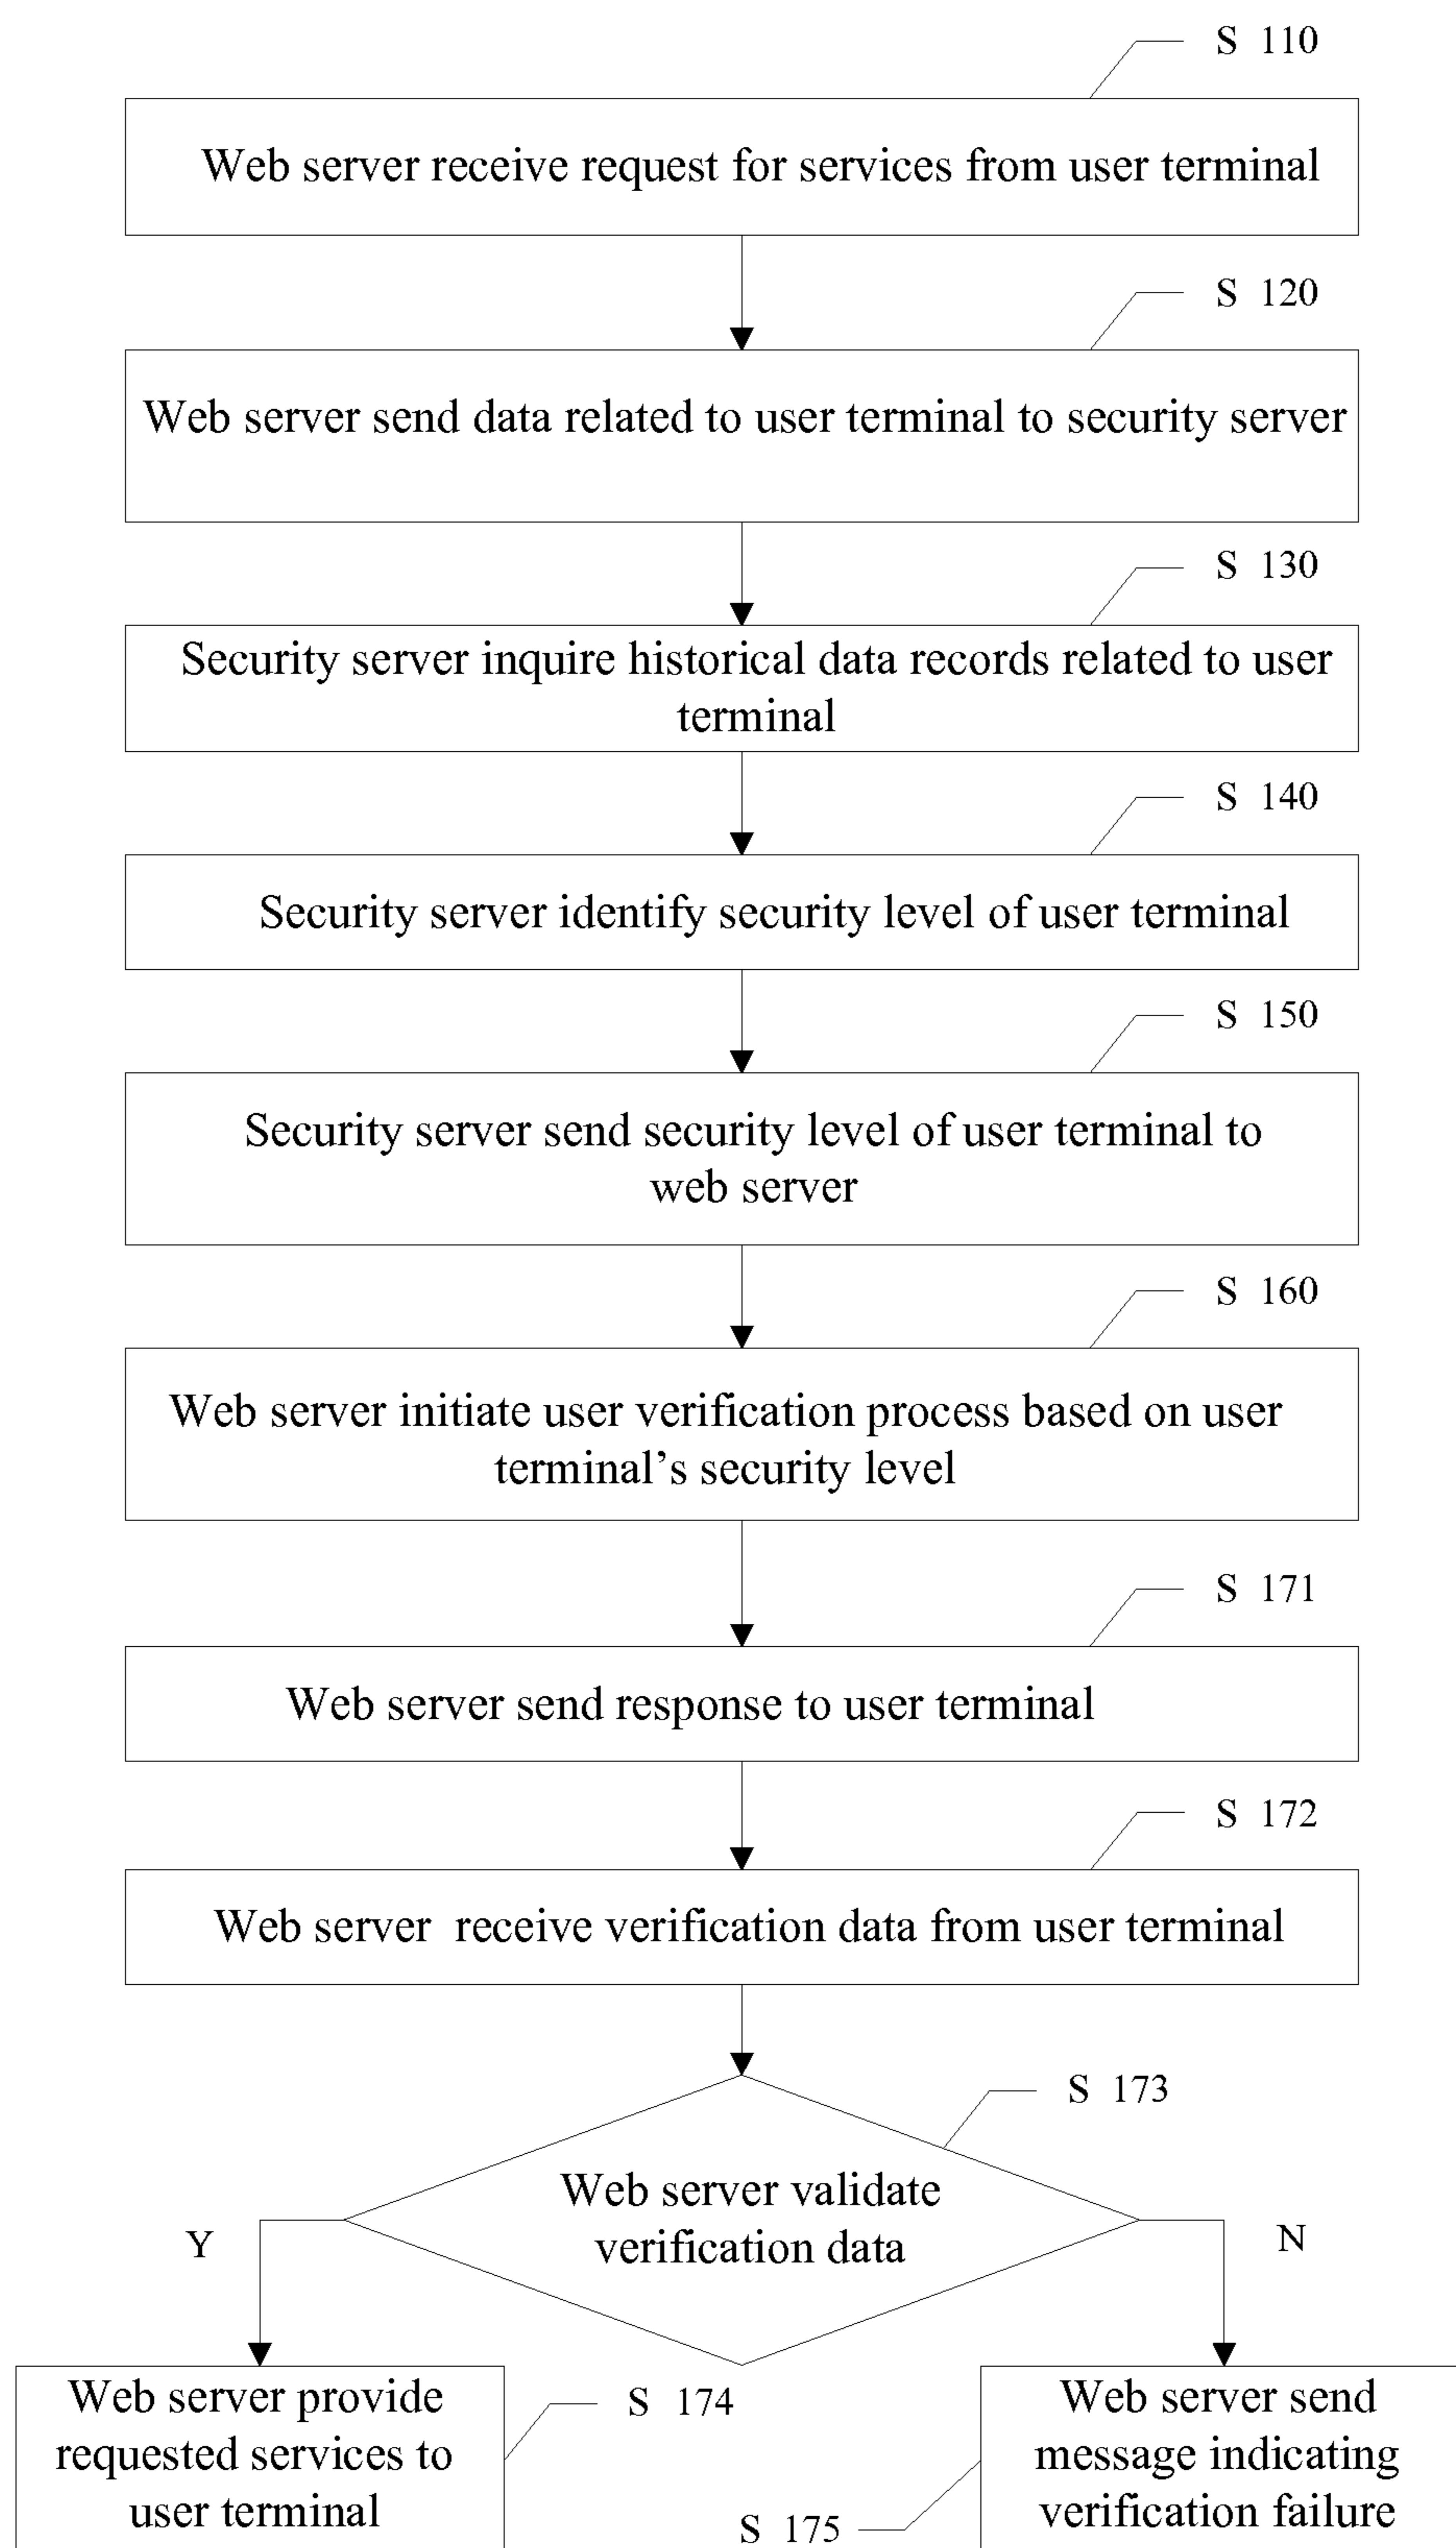 S 110
Web server receive request for services from user terminal
S 120
Web server send data related to user terminal to security server
S 130
Security server inquire historical data records related to user
terminal
S 140
Security server identify security level of user terminal
S 150
Security server send security level of user terminal to
web server
S 160
Web server initiate user verification process based on user
terminal’s security level
S 171
Web server send response to user terminal
S 172
Web server receive verification data from user terminal
S 173
Web server validate
verification data
Y
N
Web server provide
requested services to
user terminal
S 174
Web server send
message indicating
verification failure
S 175